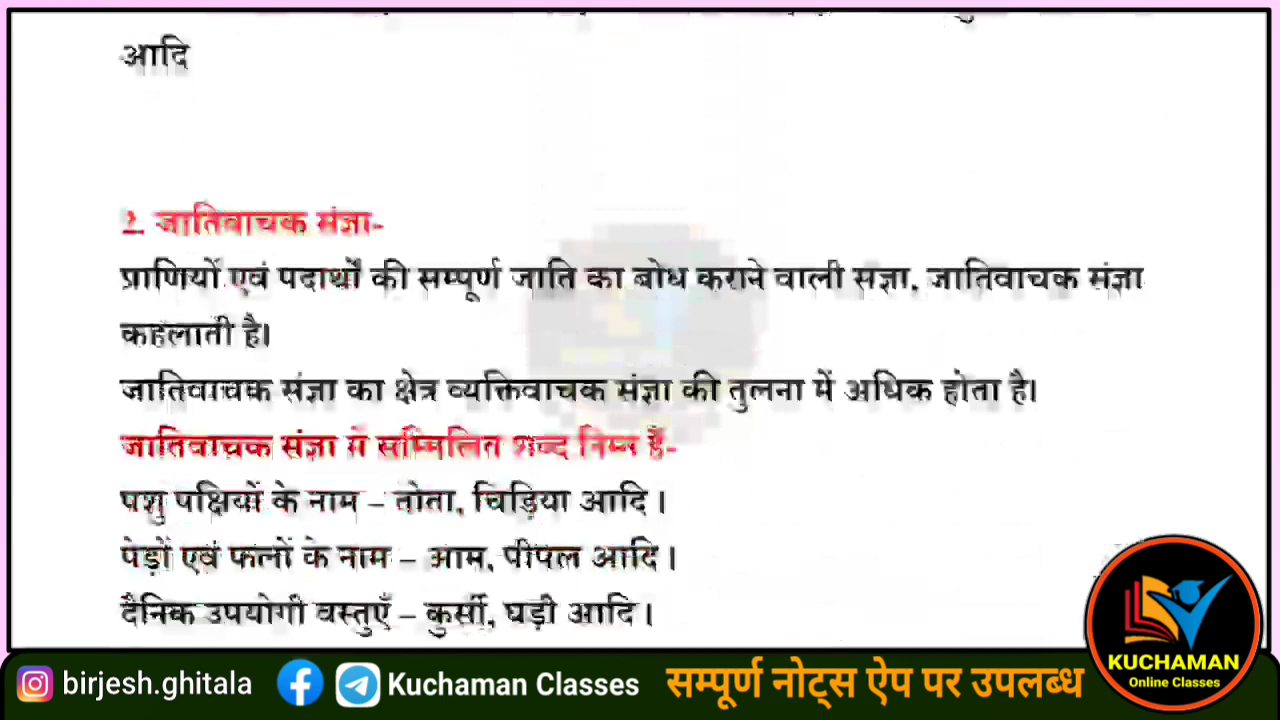 आदि
2. जातिवाचक संज्ञा-
प्राणियों एवं पदार्थों की सम्पूर्ण जाति का बोध कराने वाली संज्ञा, जातिवाचक संज्ञा
कहलाती है।
जातिवाचक संज्ञा का क्षेत्र व्यक्तिवाचक संज्ञा की तुलना में अधिक होता है।
जातिवाचक संज्ञा में सम्मिलित शब्द निम्न हैं-
पशु पक्षियों के नाम – तोता, चिड़िया आदि ।
पेड़ों एवं फलों के नाम – आम, पीपल आदि ।
दैनिक उपयोगी वस्तुएँ – कुर्सी, घड़ी आदि ।
KUCHAMAN
Online Classes
birjesh.ghitala Kuchaman Classes सम्पूर्ण नोट्स ऐप पर उपलब्ध